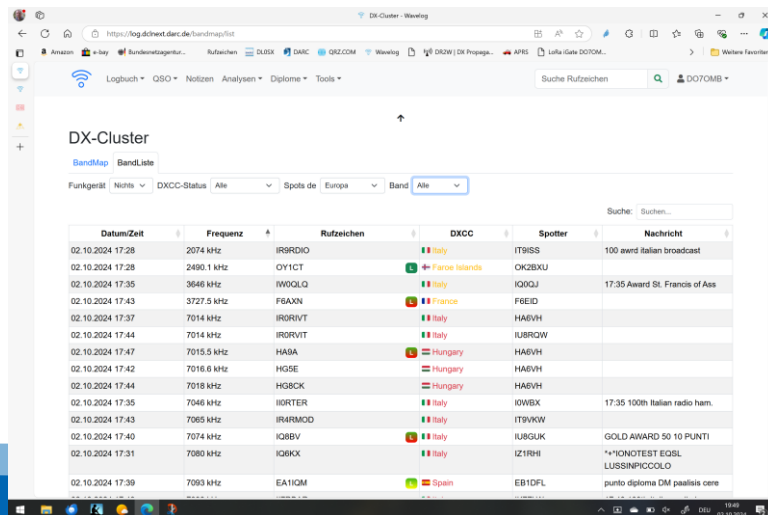 DX-Cluster - Wavelog
https://log.dclnext.darc.de/bandmap/list
Amazon e-bay Bundesnetzagentur... Rufzeichen DL0SX DARC QRZ.COM Wavelog DR2W | DX Propaga... APRS LoRa iGate DO7OM... Weitere Favoriten
Logbuch QSO Notizen Analysen Diplome Tools Suche Rufzeichen DO7OMB
DX-Cluster
BandMap BandListe
Funkgerät Nichts DXCC-Status Alle Spots de Europa Band Alle
Suche: Suchen...
Datum/Zeit Frequenz Rufzeichen DXCC Spotter Nachricht
02.10.2024 17:28 2074 kHz IR9RDIO Italy IT9ISS 100 awrd italian broadcast
02.10.2024 17:28 2490.1 kHz OY1CT L Faroe Islands OK2BXU
02.10.2024 17:35 3646 kHz IW0QLQ Italy IQ0QJ 17:35 Award St. Francis of Ass
02.10.2024 17:43 3727.5 kHz F6AXN L France F6EID
02.10.2024 17:37 7014 kHz IR0RIVT Italy HA6VH
02.10.2024 17:44 7014 kHz IR0RVIT Italy IU8RQW
02.10.2024 17:47 7015.5 kHz HA9A L Hungary HA6VH
02.10.2024 17:42 7016.6 kHz HG5E Hungary HA6VH
02.10.2024 17:44 7018 kHz HG8CK Hungary HA6VH
02.10.2024 17:35 7046 kHz II0RTER Italy I0WBX 17:35 100th Italian radio ham.
02.10.2024 17:43 7065 kHz IR4RMOD Italy IT9VKW
02.10.2024 17:40 7074 kHz IQ8BV L Italy IU8GUK GOLD AWARD 50 10 PUNTI
02.10.2024 17:31 7080 kHz IQ6KX Italy IZ1RHI "+"IONOTEST EQSL
LUSSINPICCOLO
02.10.2024 17:39 7093 kHz EA1IQM L Spain EB1DFL punto diploma DM paalisis cere
DEU 19:49
02.10.2024